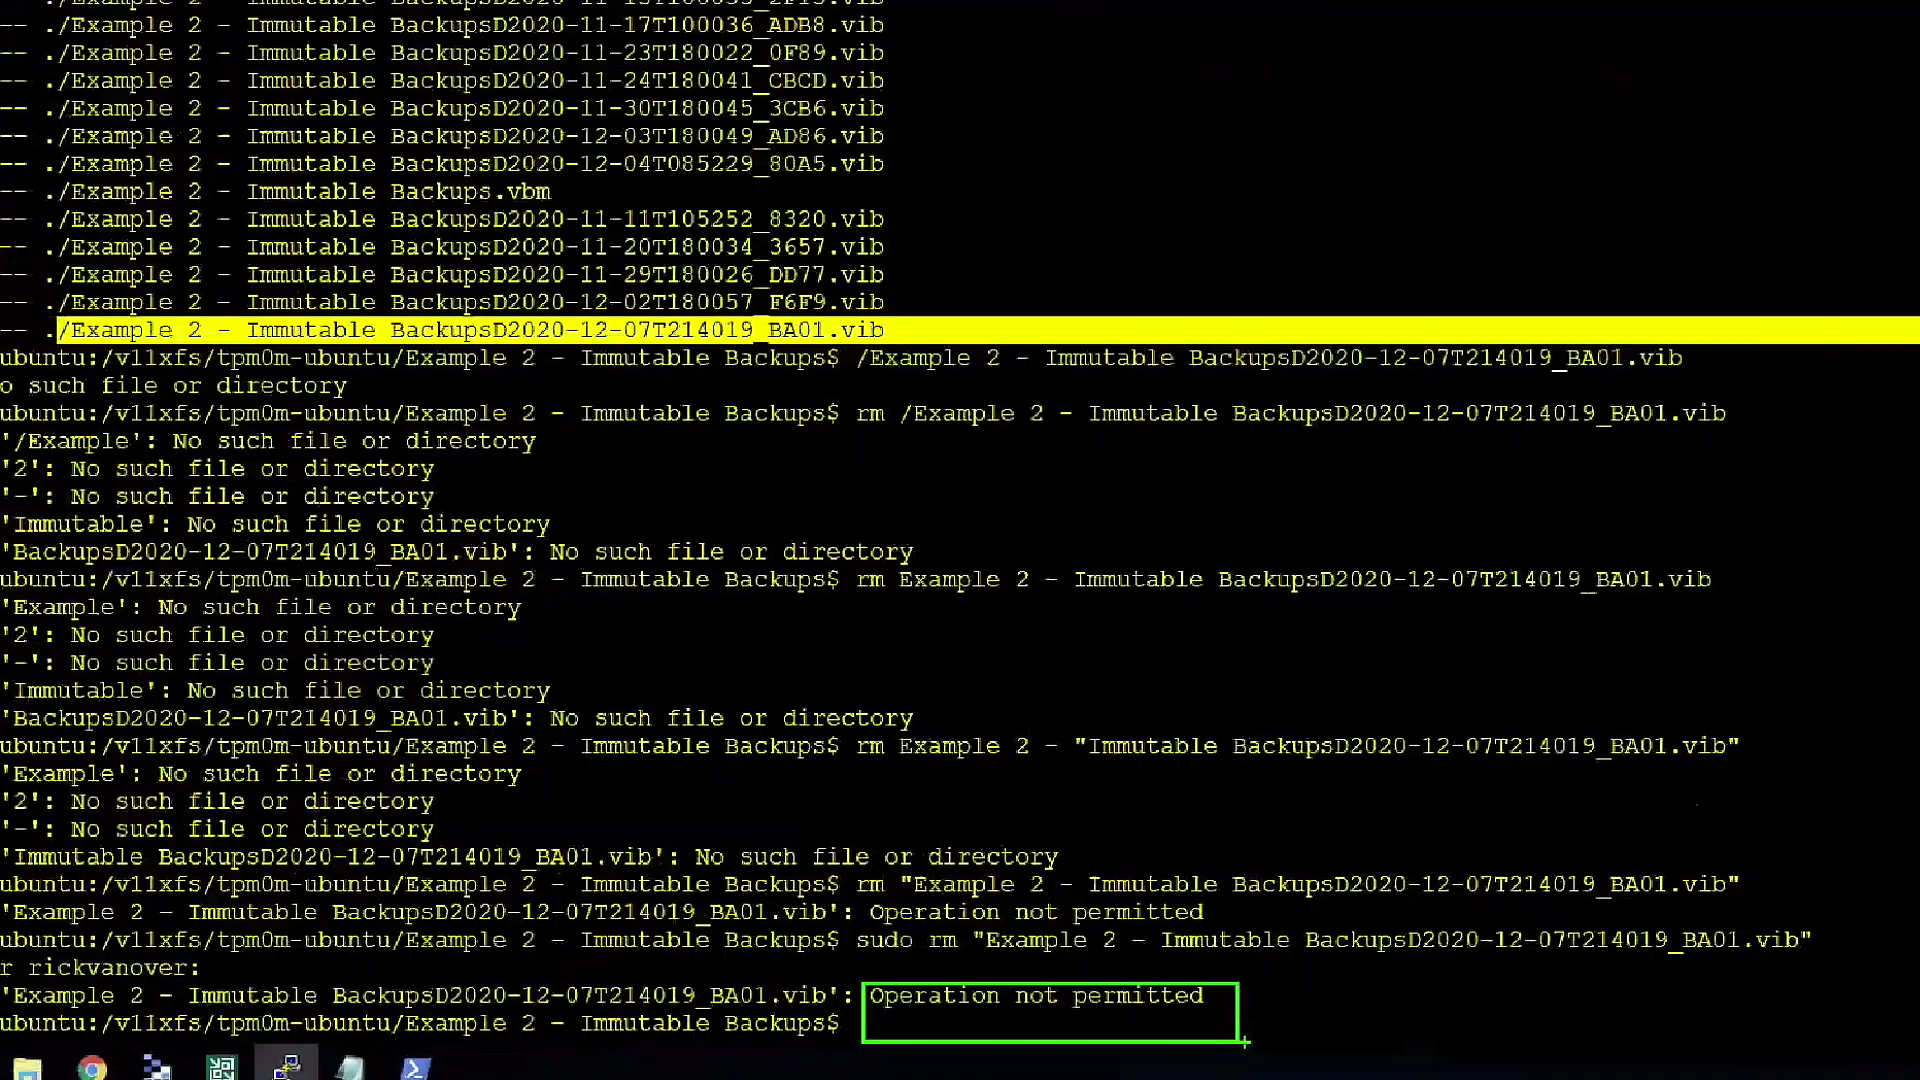 -- ./Example 2 - Immutable BackupsD2020-11-17T100036_ADB8.vib
-- ./Example 2 - Immutable BackupsD2020-11-23T180022_0F89.vib
-- ./Example 2 - Immutable BackupsD2020-11-24T180041_CBCD.vib
-- ./Example 2 - Immutable BackupsD2020-11-30T180045_3CB6.vib
-- ./Example 2 - Immutable BackupsD2020-12-03T180049_AD86.vib
-- ./Example 2 - Immutable BackupsD2020-12-04T085229_80A5.vib
-- ./Example 2 - Immutable Backups.vbm
-- ./Example 2 - Immutable BackupsD2020-11-11T105252_8320.vib
-- ./Example 2 - Immutable BackupsD2020-11-20T180034_3657.vib
-- ./Example 2 - Immutable BackupsD2020-11-29T180026_DD77.vib
-- ./Example 2 - Immutable BackupsD2020-12-02T180057_F6F9.vib
-- ./Example 2 - Immutable BackupsD2020-12-07T214019_BA01.vib
ubuntu:/v11xfs/tpm0m-ubuntu/Example 2 - Immutable Backups$ /Example 2 - Immutable BackupsD2020-12-07T214019_BA01.vib
o such file or directory
ubuntu:/v11xfs/tpm0m-ubuntu/Example 2 - Immutable Backups$ rm /Example 2 - Immutable BackupsD2020-12-07T214019_BA01.vib
'/Example': No such file or directory
'2': No such file or directory
'-': No such file or directory
'Immutable': No such file or directory
'BackupsD2020-12-07T214019_BA01.vib': No such file or directory
ubuntu:/v11xfs/tpm0m-ubuntu/Example 2 - Immutable Backups$ rm Example 2 - Immutable BackupsD2020-12-07T214019_BA01.vib
'Example': No such file or directory
'2': No such file or directory
'-': No such file or directory
'Immutable': No such file or directory
'BackupsD2020-12-07T214019_BA01.vib': No such file or directory
ubuntu:/v11xfs/tpm0m-ubuntu/Example 2 - Immutable Backups$ rm Example 2 - "Immutable BackupsD2020-12-07T214019_BA01.vib"
'Example': No such file or directory
'2': No such file or directory
'-': No such file or directory
'Immutable BackupsD2020-12-07T214019_BA01.vib': No such file or directory
ubuntu:/v11xfs/tpm0m-ubuntu/Example 2 - Immutable Backups$ rm "Example 2 - Immutable BackupsD2020-12-07T214019_BA01.vib"
'Example 2 - Immutable BackupsD2020-12-07T214019_BA01.vib': Operation not permitted
ubuntu:/v11xfs/tpm0m-ubuntu/Example 2 - Immutable Backups$ sudo rm "Example 2 - Immutable BackupsD2020-12-07T214019_BA01.vib"
r rickvanover:
'Example 2 - Immutable BackupsD2020-12-07T214019_BA01.vib': Operation not permitted
ubuntu:/v11xfs/tpm0m-ubuntu/Example 2 - Immutable Backups$